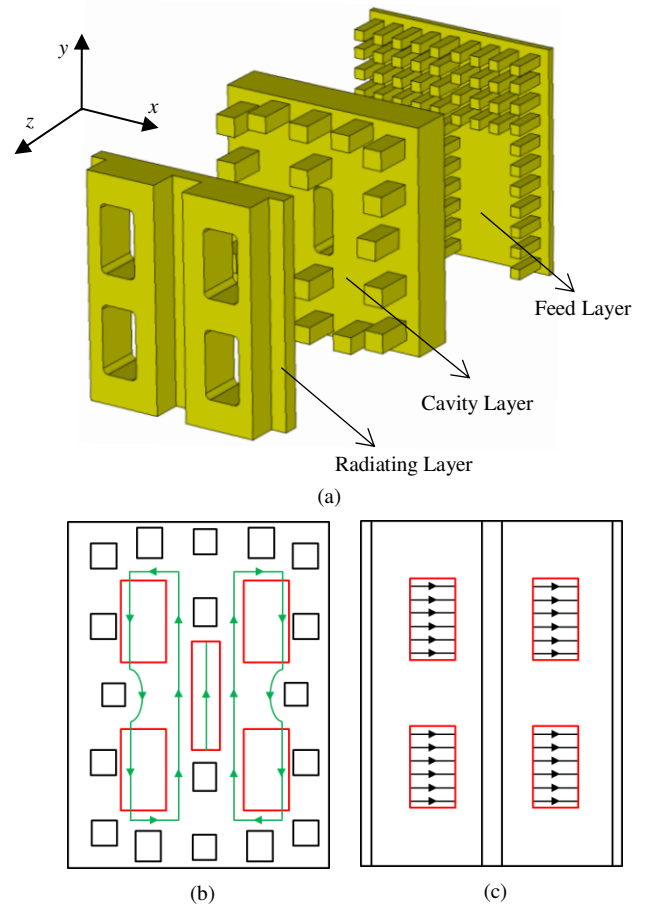 y
x
z
Feed Layer
Cavity Layer
Radiating Layer
(a)
(b)
(c)